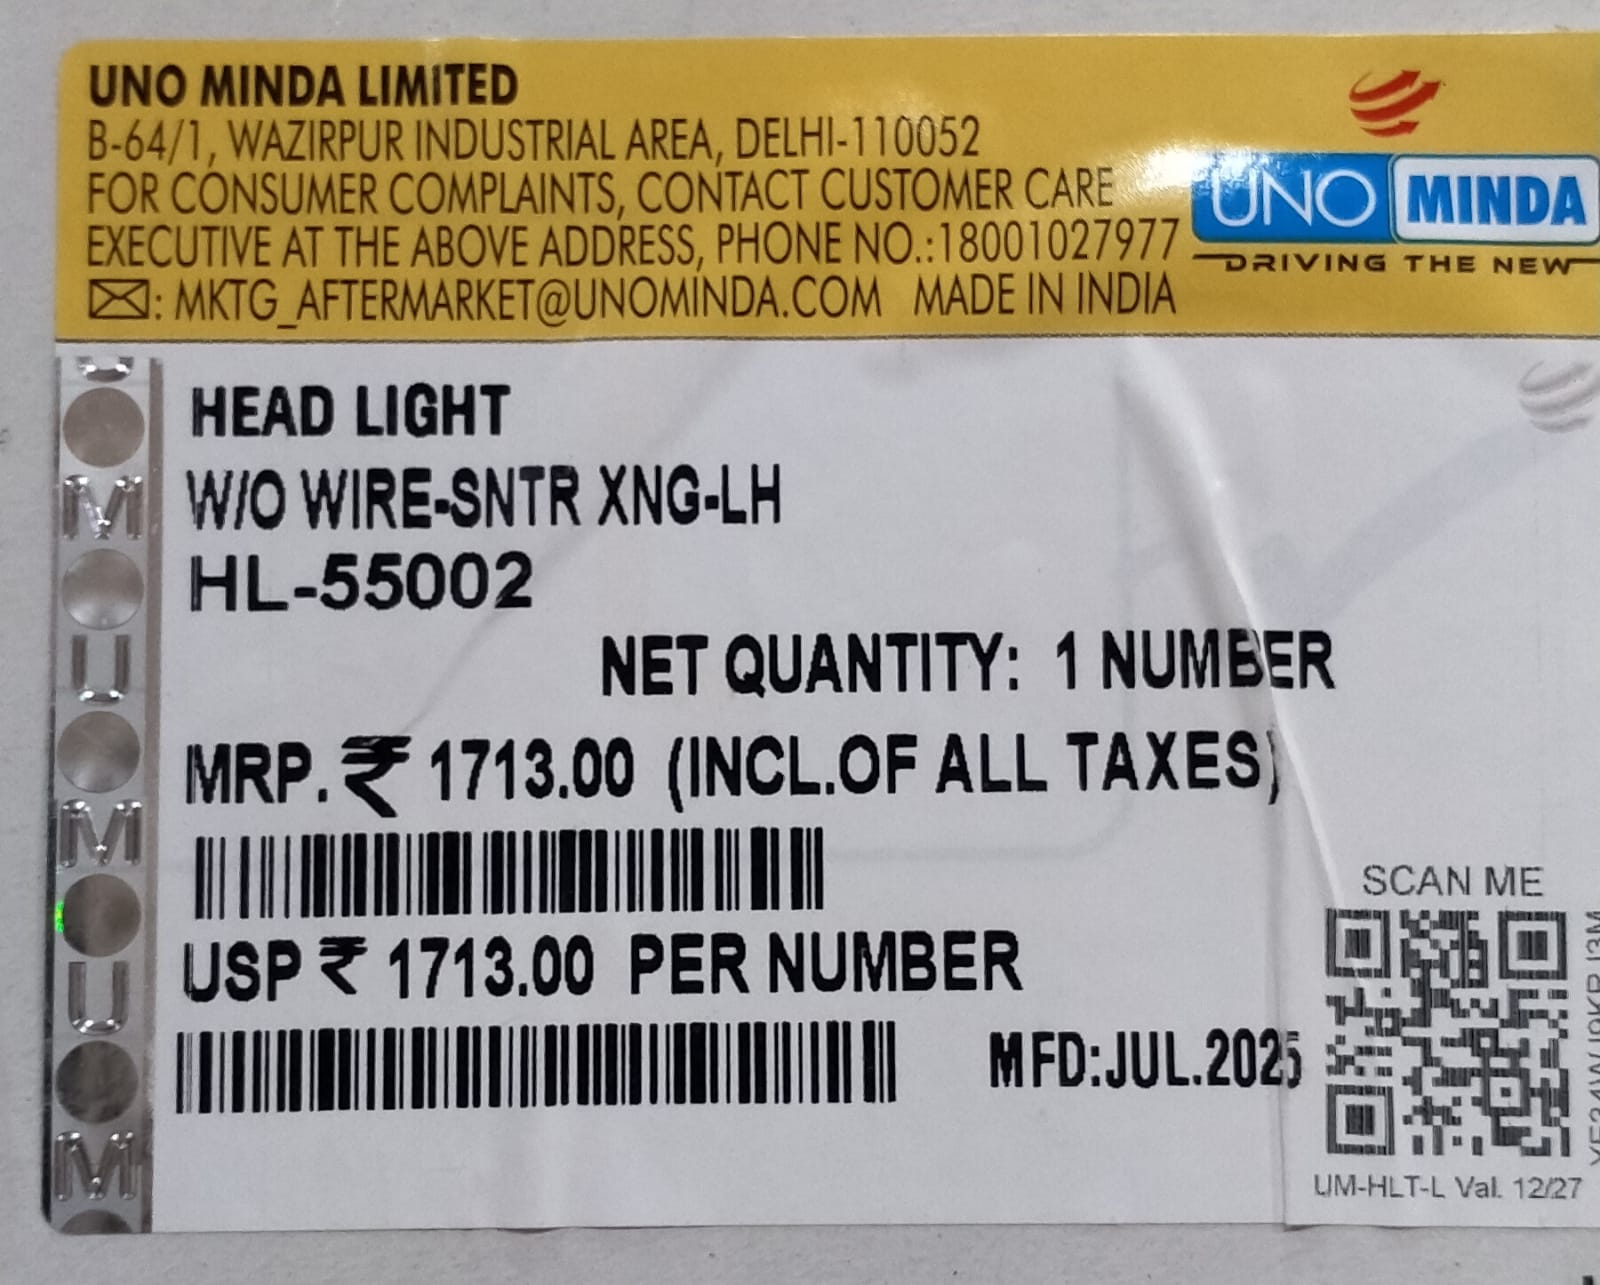 UNO MINDA LIMITED
B-64/1, WAZIRPUR INDUSTRIAL AREA, DELHI-110052
FOR CONSUMER COMPLAINTS, CONTACT CUSTOMER CARE
EXECUTIVE AT THE ABOVE ADDRESS, PHONE NO.:18001027977
: MKTG_AFTERMARKET@UNOMINDA.COM MADE IN INDIA
UNO MINDA
DRIVING THE NEW
HEAD LIGHT
W/O WIRE-SNTR XNG-LH
HL-55002
NET QUANTITY: 1 NUMBER
MRP. ₹ 1713.00 (INCL.OF ALL TAXES)
USP ₹ 1713.00 PER NUMBER
MFD:JUL.2025
SCAN ME
UM-HLT-L Val. 12/27
U
M
U
M
U
M